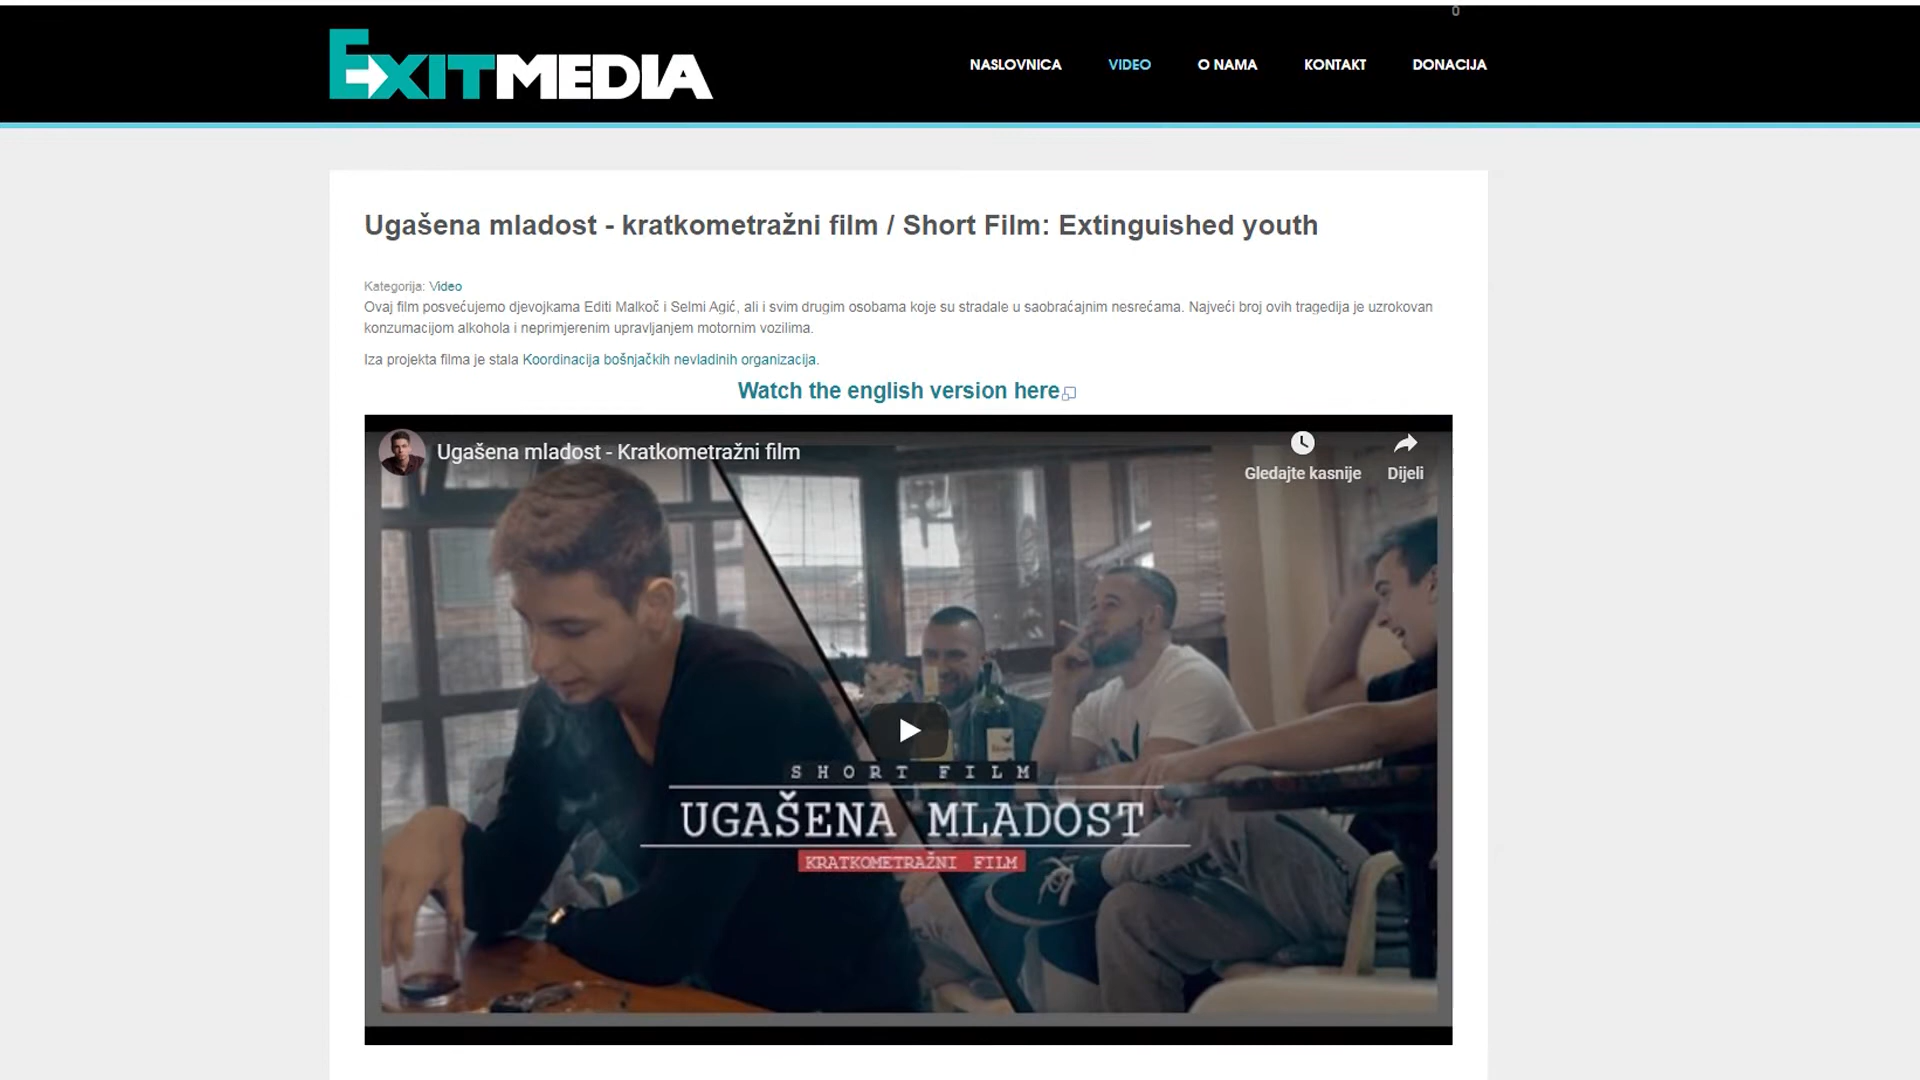 0
EXITMEDIA
NASLOVNICA VIDEO O NAMA KONTAKT DONACIJA
Ugašena mladost - kratkometražni film / Short Film: Extinguished youth
Kategorija: Video
Ovaj film posvećujemo djevojkama Editi Malkoč i Selmi Agić, ali i svim drugim osobama koje su stradale u saobraćajnim nesrećama. Najveći broj ovih tragedija je uzrokovan
konzumacijom alkohola i neprimjerenim upravljanjem motornim vozilima.
Iza projekta filma je stala Koordinacija bošnjačkih nevladinih organizacija.
Watch the english version here
Ugašena mladost - Kratkometražni film
Gledajte kasnije
Dijeli
SHORT FILM
UGAŠENA MLADOST
KRATKOMETRAŽNI FILM